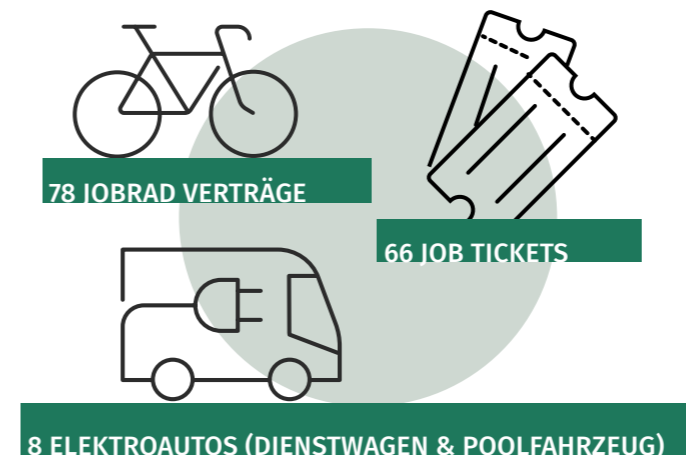 78 JOBRAD VERTRÄGE
66 JOB TICKETS
8 ELEKTROAUTOS (DIENSTWAGEN & POOLFAHRZEUG)